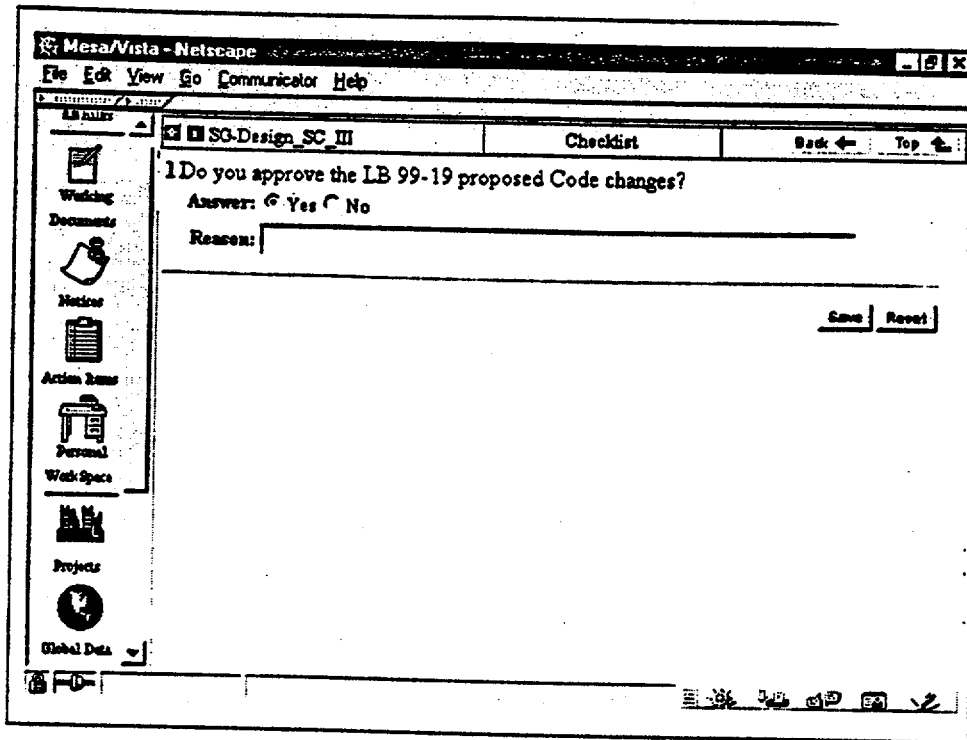 Mesa/Vista - Netscape
File Edit View Go Communicator Help
SG-Design_SC_III
Checklist
Back
Top
1 Do you approve the LB 99-19 proposed Code changes?
Answer: Yes No
Reason:
Save Reset
Working
Documents
Notices
Action Items
Personal
Work Space
Projects
Global Data